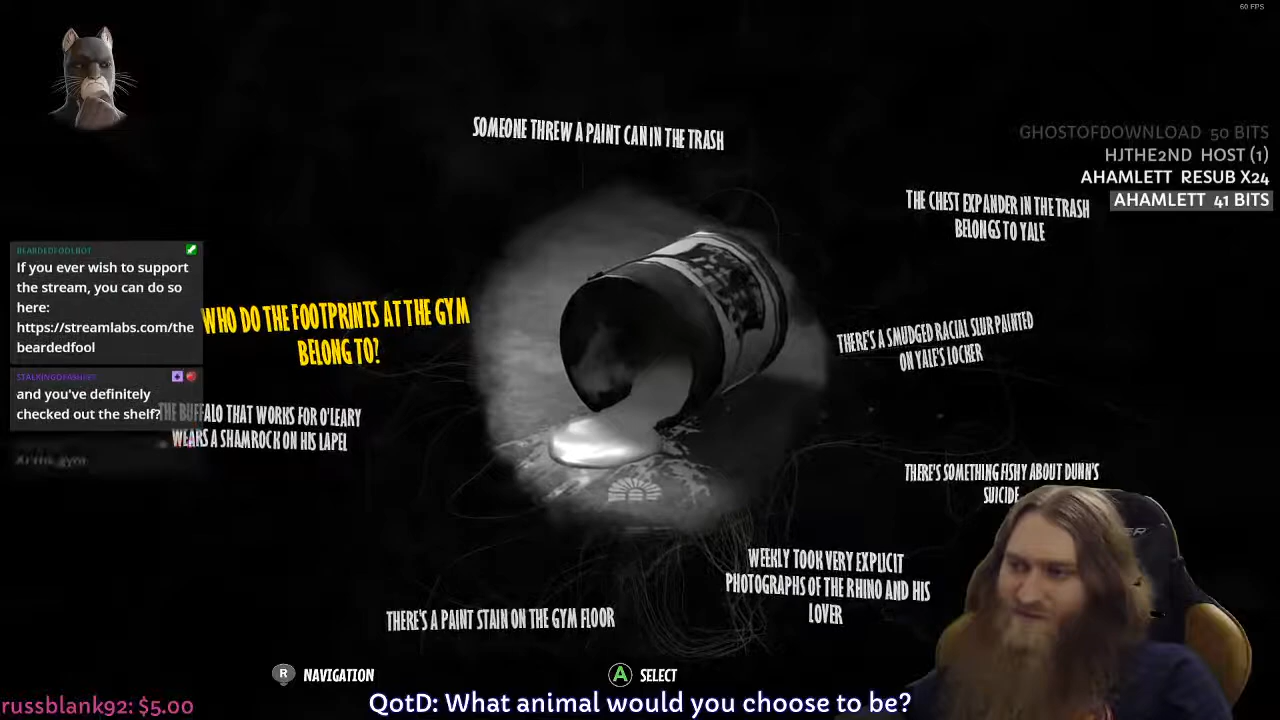 60 FPS
SOMEONE THREW A PAINT CAN IN THE TRASH
GHOSTOFDOWNLOAD 50 BITS
HJTHE2ND HOST (1)
AHAMLETT RESUB X24
AHAMLETT 41 BITS
THE CHEST EXPANDER IN THE TRASH
BELONGS TO YALE
BEARDEDFOOLBOT
If you ever wish to support
the stream, you can do so
here:
https://streamlabs.com/the
beardedfool
WHO DO THE FOOTPRINTS AT THE GYM
BELONG TO?
THERE'S A SMUDGED RACIAL SLUR PAINTED
ON YALE'S LOCKER
and you've definitely
checked out the shelf?
THE BUFFALO THAT WORKS FOR O'LEARY
WEARS A SHAMROCK ON HIS LAPEL
THERE'S SOMETHING FISHY ABOUT DUNN'S
SUICIDE
WEEKLY TOOK VERY EXPLICIT
PHOTOGRAPHS OF THE RHINO AND HIS
LOVER
THERE'S A PAINT STAIN ON THE GYM FLOOR
R NAVIGATION
A SELECT
russblank92: $5.00
QotD: What animal would you choose to be?